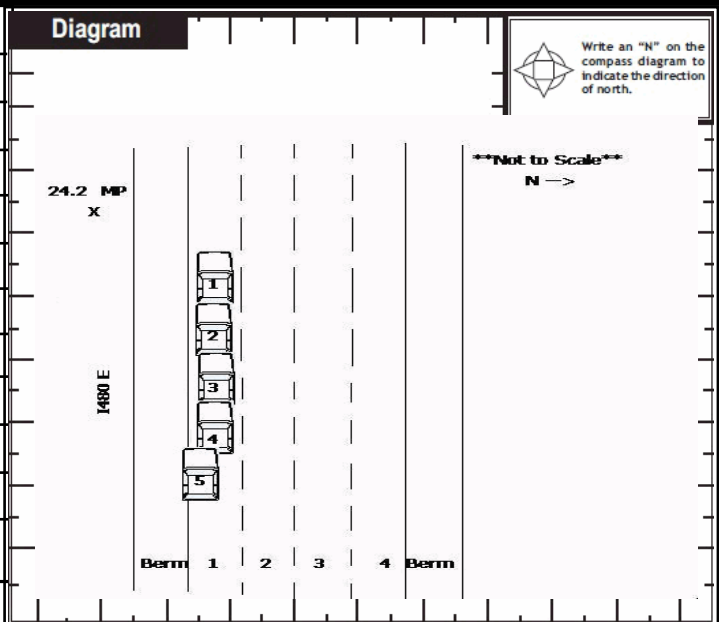 Diagram
Write an “N” on the
compass diagram to
indicate the direction
of north.
**Not to Scale**
N -->
24.2 MP
X
1
2
3
4
5
I480 E
Berm 1 2 3 4 Berm